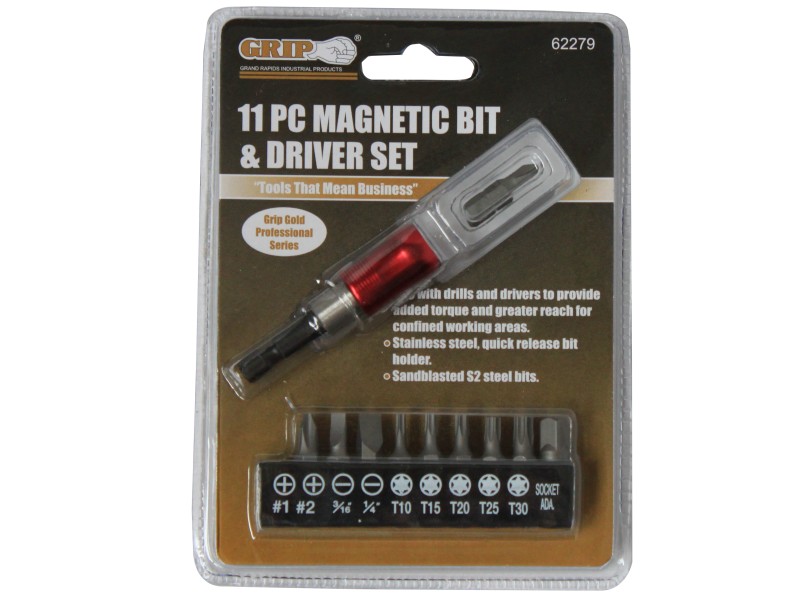 GRIP®
GRAND RAPIDS INDUSTRIAL PRODUCTS
62279
11 PC MAGNETIC BIT
& DRIVER SET
"Tools That Mean Business"
Grip Gold
Professional
Series
with drills and drivers to provide
added torque and greater reach for
confined working areas.
Stainless steel, quick release bit
holder.
Sandblasted S2 steel bits.
#1 #2 3/16" 1/4" T10 T15 T20 T25 T30 SOCKET
ADA.